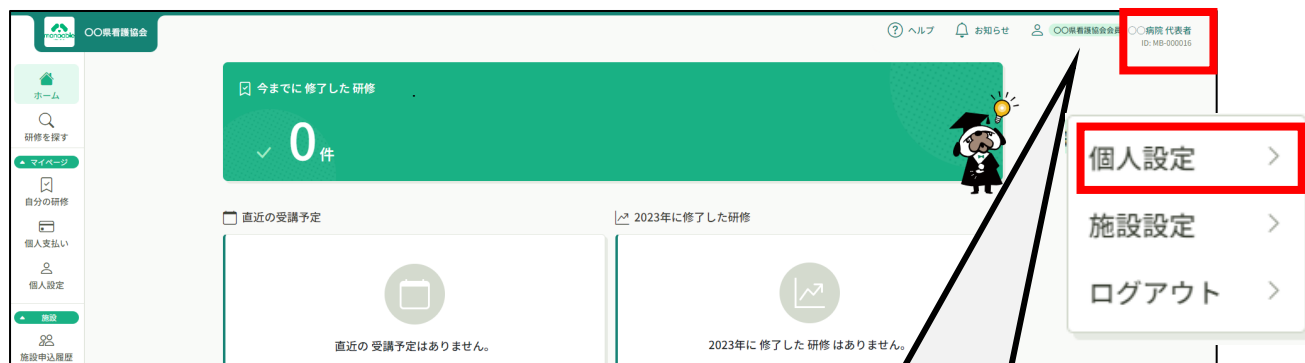 manaable
〇〇県看護協会
ヘルプ
お知らせ
〇〇県看護協会会員
〇〇病院 代表者
ID: MB-000016
ホーム
研修を探す
マイページ
自分の研修
個人支払い
個人設定
施設
施設申込履歴
今までに修了した研修
0件
直近の受講予定
直近の 受講予定はありません。
2023年に修了した研修
2023年に 修了した 研修 はありません。
個人設定
施設設定
ログアウト